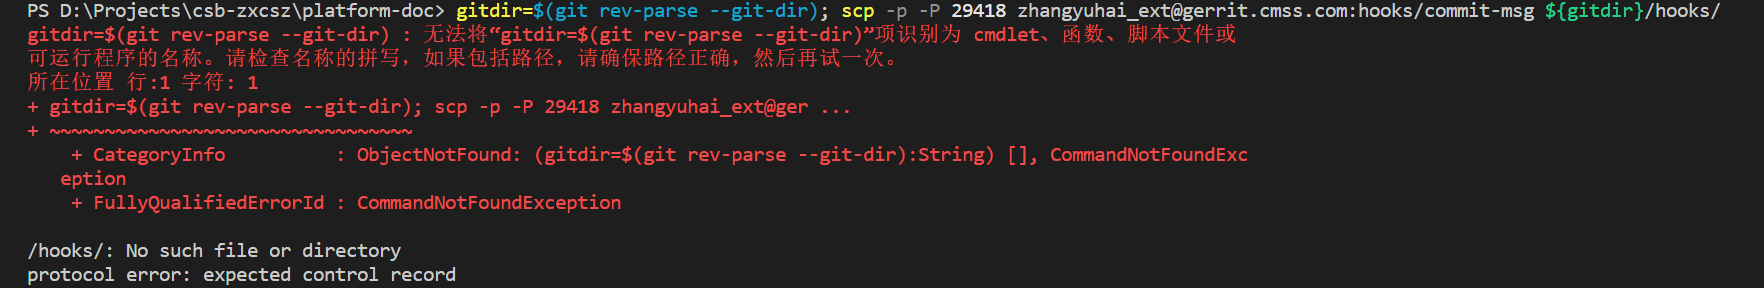 PS D:\Projects\csb-zxcsz\platform-doc> gitdir=$(git rev-parse --git-dir); scp -p -P 29418 zhangyuhai_ext@gerrit.cmss.com:hooks/commit-msg ${gitdir}/hooks/
gitdir=$(git rev-parse --git-dir) : 无法将“gitdir=$(git rev-parse --git-dir)”项识别为 cmdlet、函数、脚本文件或
可运行程序的名称。请检查名称的拼写，如果包括路径，请确保路径正确，然后再试一次。
所在位置 行:1 字符: 1
+ gitdir=$(git rev-parse --git-dir); scp -p -P 29418 zhangyuhai_ext@ger ...
+ ~~~~~~~~~~~~~~~~~~~~~~~~~~~~~~~~~
    + CategoryInfo          : ObjectNotFound: (gitdir=$(git rev-parse --git-dir):String) [], CommandNotFoundExc
   eption
    + FullyQualifiedErrorId : CommandNotFoundException
/hooks/: No such file or directory
protocol error: expected control record